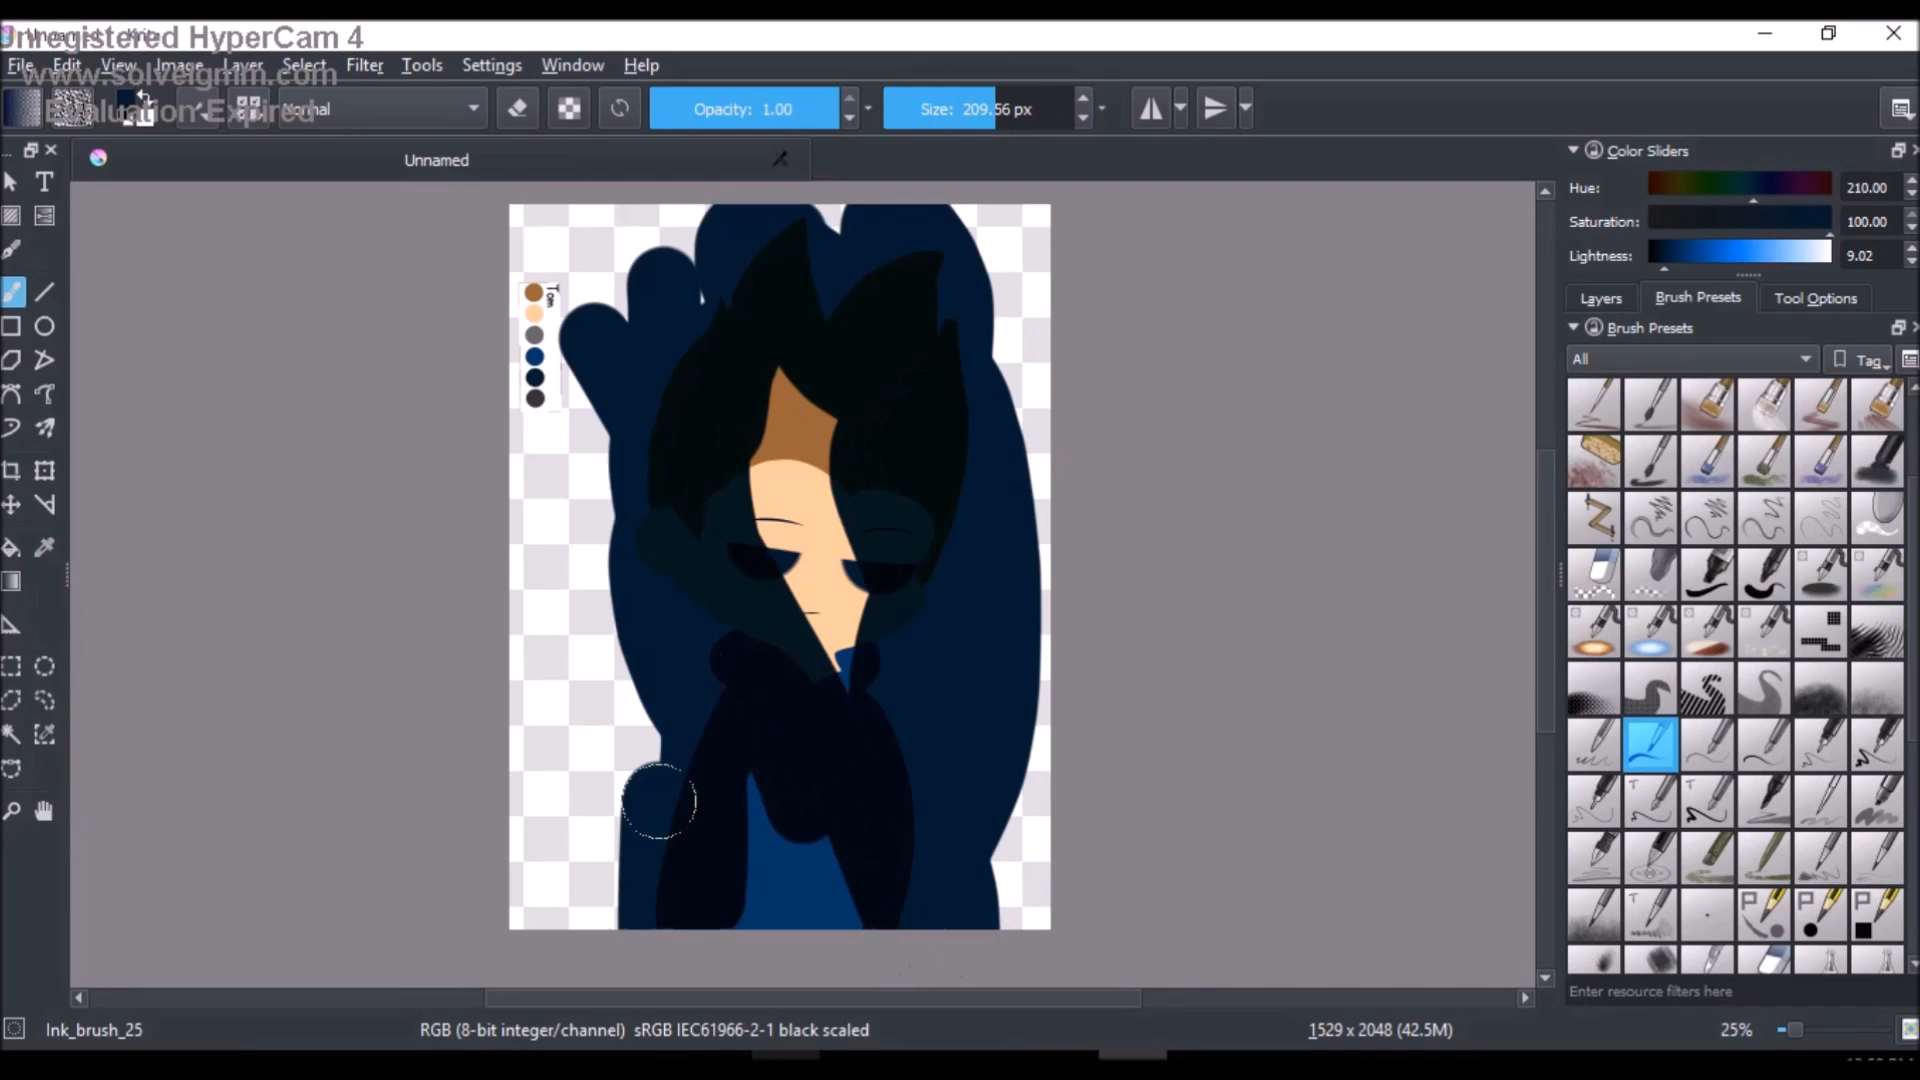 Unregistered HyperCam 4
www.solveigmm.com
Evaluation Expired
File Edit View Image Layer Select Filter Tools Settings Window Help
Normal
Opacity: 1.00
Size: 209.56 px
Unnamed
Tom
Color Sliders
Hue: 210.00
Saturation: 100.00
Lightness: 9.02
Layers Brush Presets Tool Options
Brush Presets
All
Tag
Enter resource filters here
Ink_brush_25
RGB (8-bit integer/channel) sRGB IEC61966-2-1 black scaled
1529 x 2048 (42.5M)
25%